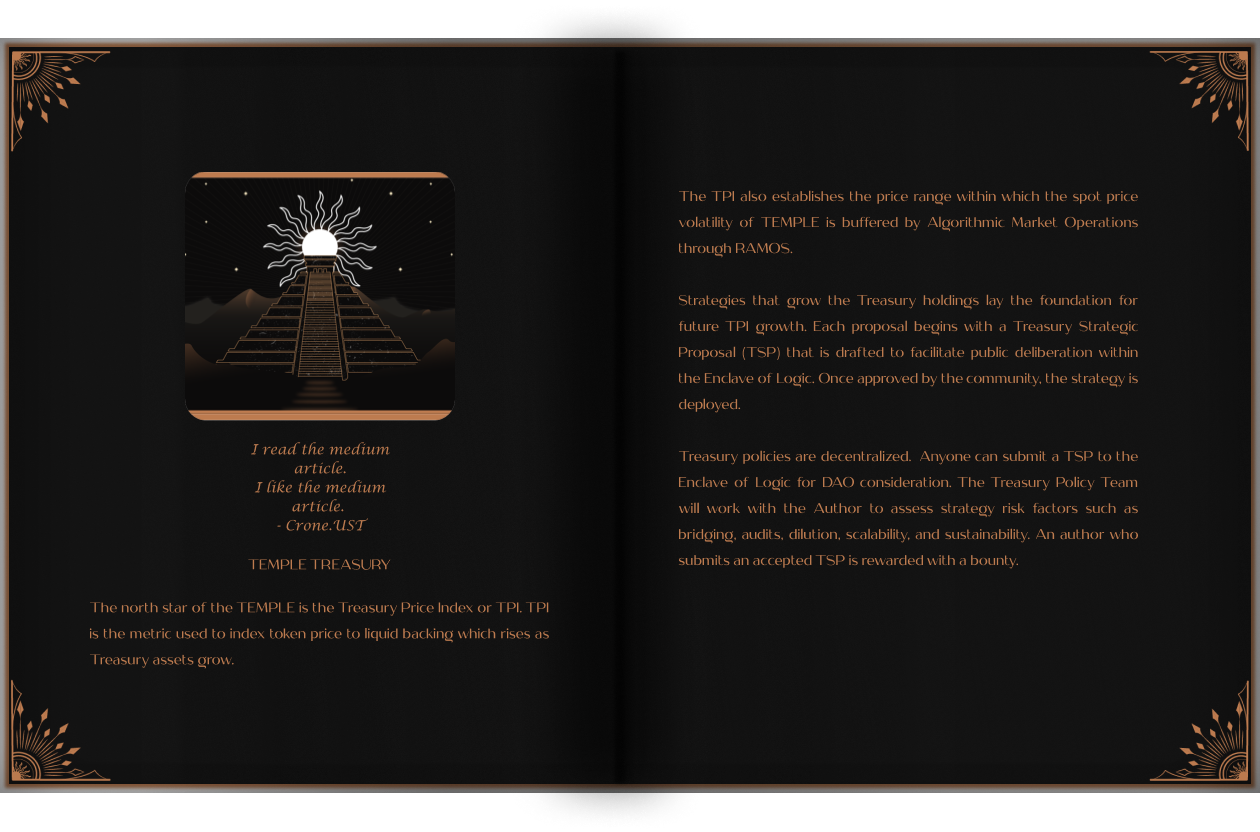 I read the medium
article.
I like the medium
article.
- Crone.UST
TEMPLE TREASURY
The north star of the TEMPLE is the Treasury Price Index or TPI. TPI
is the metric used to index token price to liquid backing which rises as
Treasury assets grow.
The TPI also establishes the price range within which the spot price
volatility of TEMPLE is buffered by Algorithmic Market Operations
through RAMOS.
Strategies that grow the Treasury holdings lay the foundation for
future TPI growth. Each proposal begins with a Treasury Strategic
Proposal (TSP) that is drafted to facilitate public deliberation within
the Enclave of Logic. Once approved by the community, the strategy is
deployed.
Treasury policies are decentralized. Anyone can submit a TSP to the
Enclave of Logic for DAO consideration. The Treasury Policy Team
will work with the Author to assess strategy risk factors such as
bridging, audits, dilution, scalability, and sustainability. An author who
submits an accepted TSP is rewarded with a bounty.